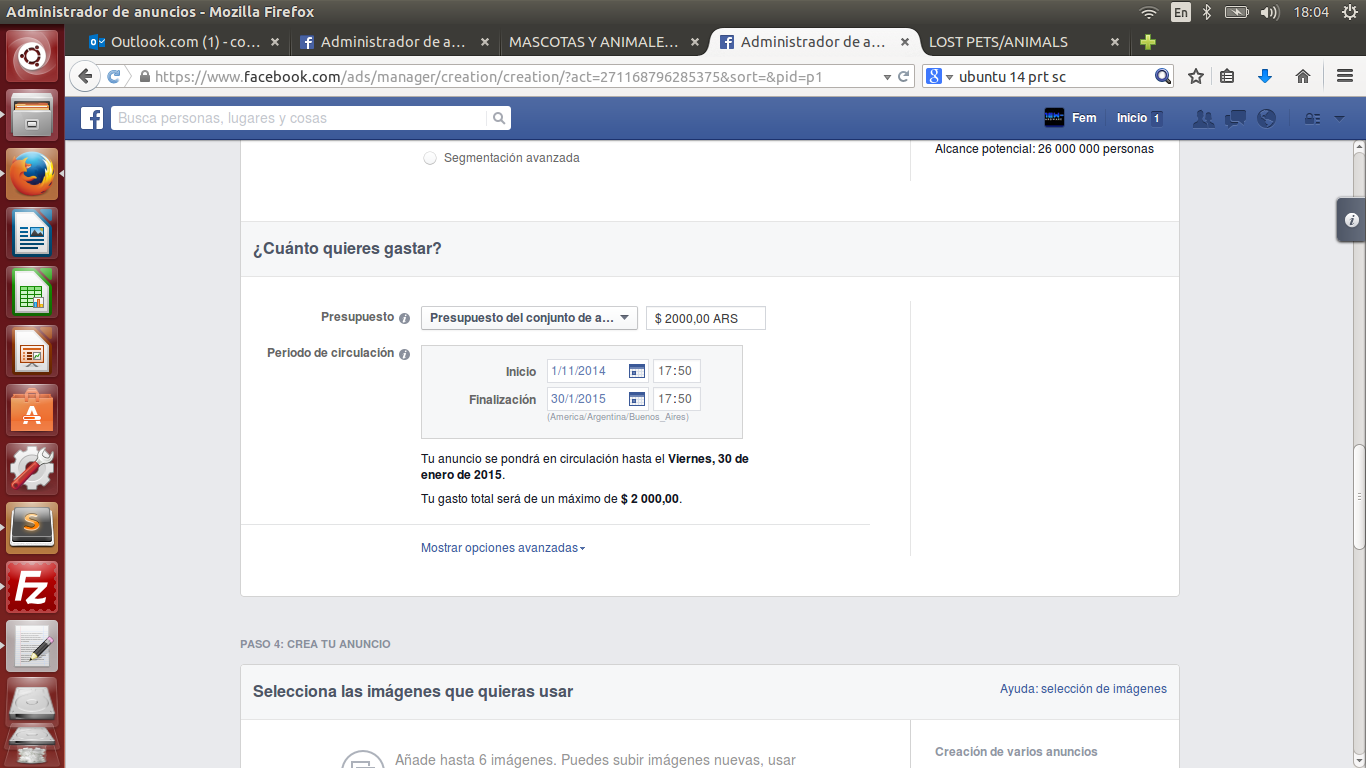 Administrador de anuncios - Mozilla Firefox
En
18:04
Outlook.com (1) - co...
Administrador de a...
MASCOTAS Y ANIMALE...
Administrador de a...
LOST PETS/ANIMALS
https://www.facebook.com/ads/manager/creation/creation/?act=271168796285375&sort=&pid=p1
8
ubuntu 14 prt sc
f
Busca personas, lugares y cosas
Fem
Inicio 1
Segmentación avanzada
Alcance potencial: 26 000 000 personas
¿Cuánto quieres gastar?
Presupuesto
Presupuesto del conjunto de a...
$ 2000,00 ARS
Periodo de circulación
Inicio
1/11/2014
17:50
Finalización
30/1/2015
17:50
(America/Argentina/Buenos_Aires)
Tu anuncio se pondrá en circulación hasta el Viernes, 30 de
enero de 2015.
Tu gasto total será de un máximo de $ 2 000,00.
Mostrar opciones avanzadas
PASO 4: CREA TU ANUNCIO
Selecciona las imágenes que quieras usar
Ayuda: selección de imágenes
Añade hasta 6 imágenes. Puedes subir imágenes nuevas, usar
Creación de varios anuncios
A
S
Fz